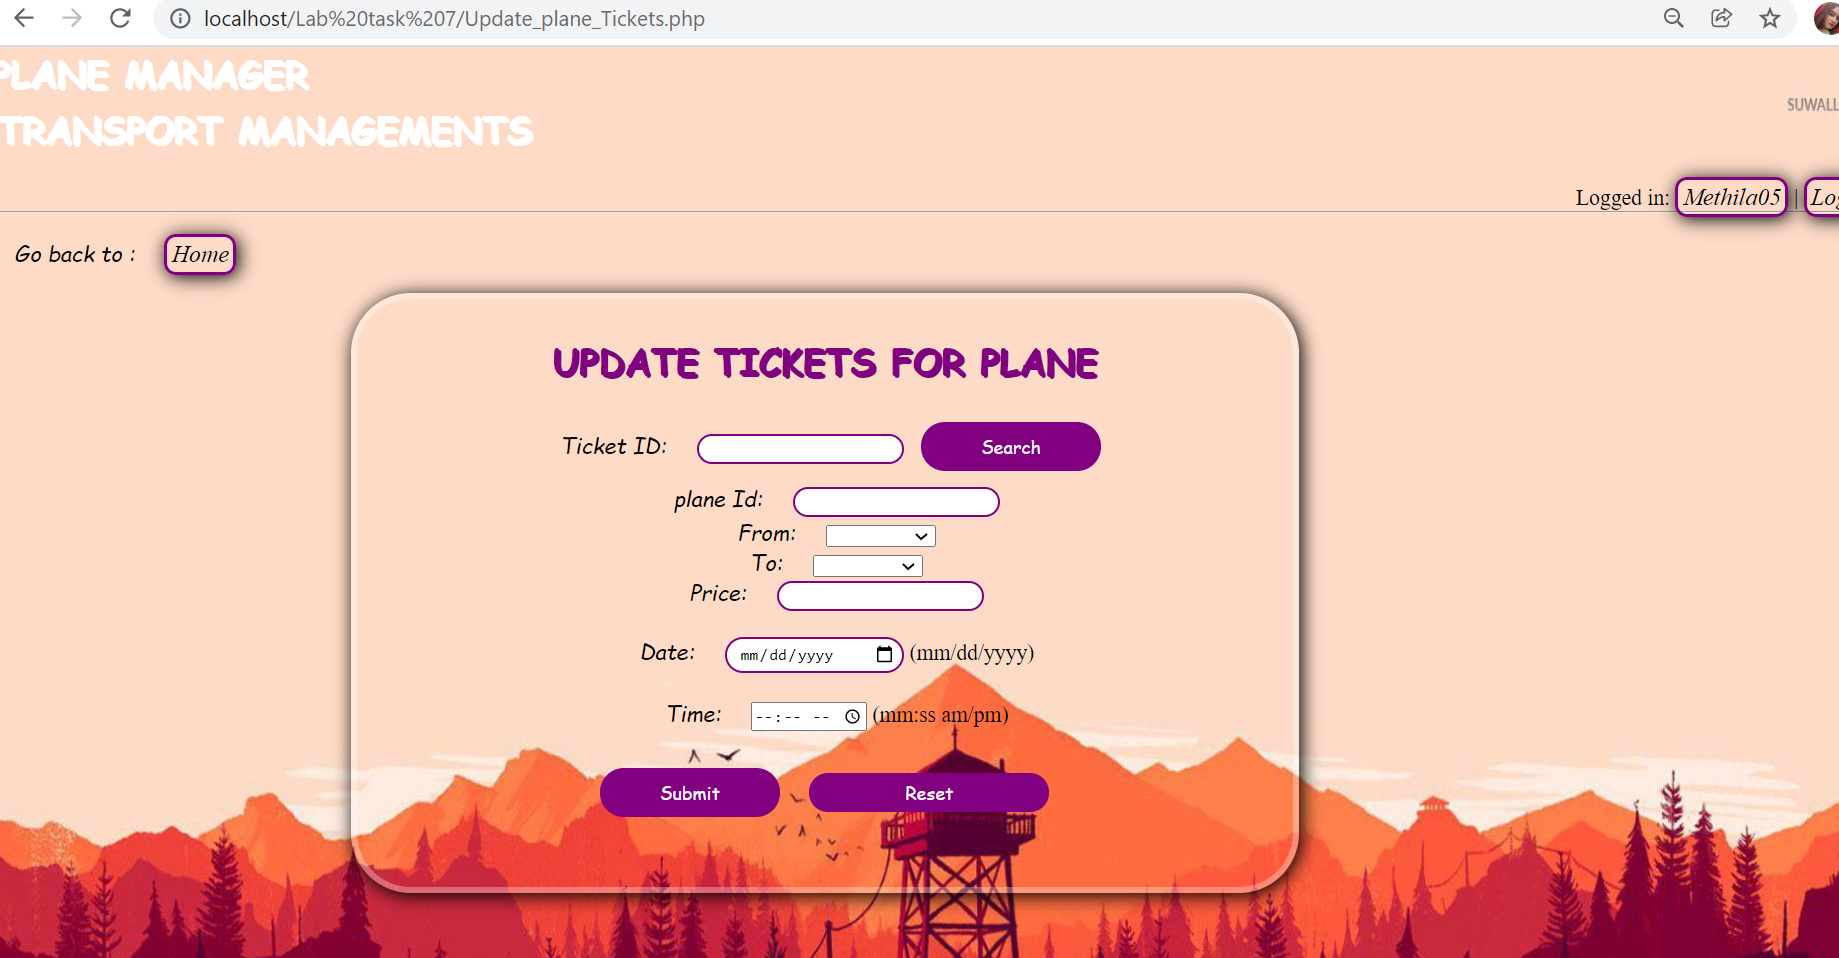 localhost/Lab%20task%207/Update_plane_Tickets.php
PLANE MANAGER
TRANSPORT MANAGEMENTS
SUWALL
Logged in: Methila05 | Log
Go back to : Home
UPDATE TICKETS FOR PLANE
Ticket ID: Search
plane Id:
From:
To:
Price:
Date: mm/dd/yyyy (mm/dd/yyyy)
Time: --:-- -- (mm:ss am/pm)
Submit Reset